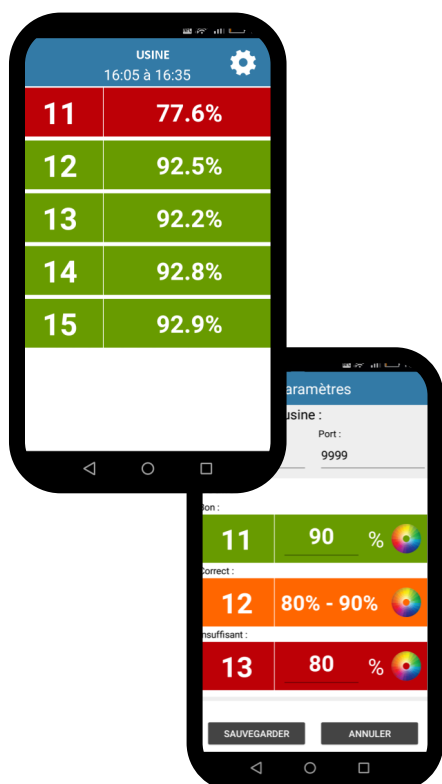 USINE
16:05 à 16:35
11 77.6%
12 92.5%
13 92.2%
14 92.8%
15 92.9%
aramètres
usine :
Port :
9999
Bon :
11 90 %
Correct :
12 80% - 90%
nsuffisant :
13 80 %
SAUVEGARDER ANNULER